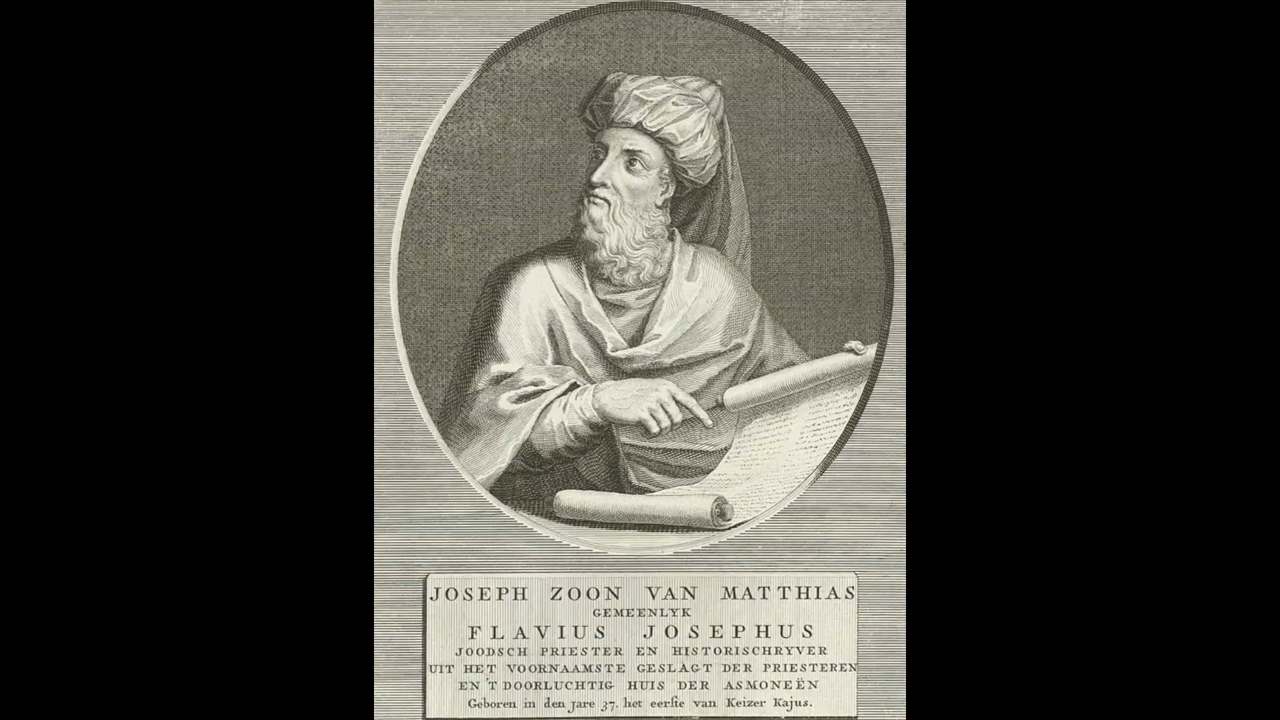 JOSEPH ZOON VAN MATTHIAS
GEMEENLYK
FLAVIUS JOSEPHUS
JOODSCH PRIESTER EN HISTORISCHRYVER
UIT HET VOORNAAMSTE GESLAGT DER PRIESTEREN
EN 'T DOORLUCHTIG HUIS DER ASMONEËN
Geboren in den jare 37. het eerſte van Keizer Kajus.